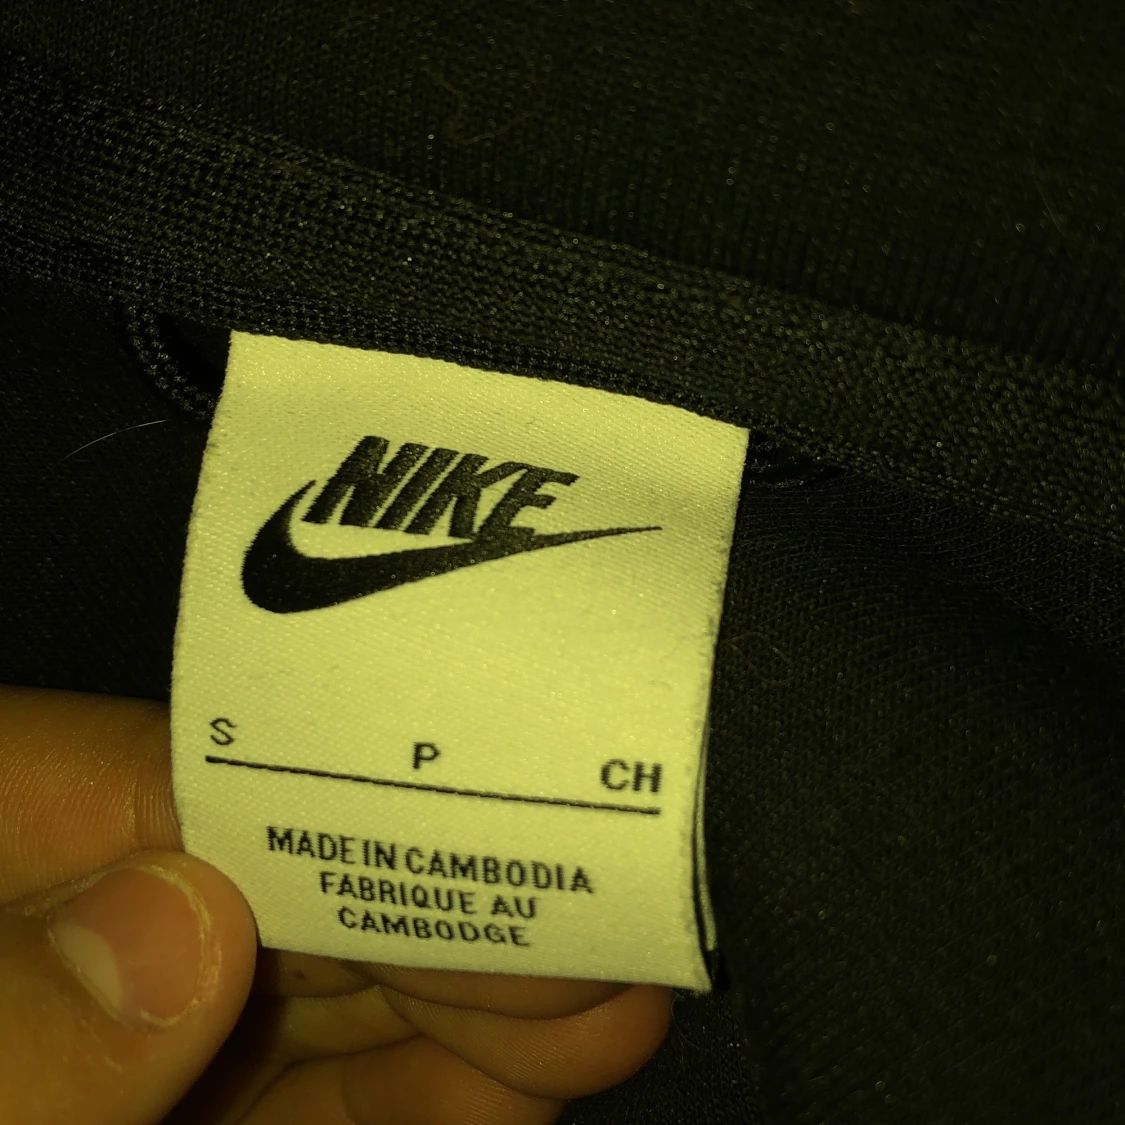 NIKE
S P CH
MADE IN CAMBODIA
FABRIQUE AU
CAMBODGE